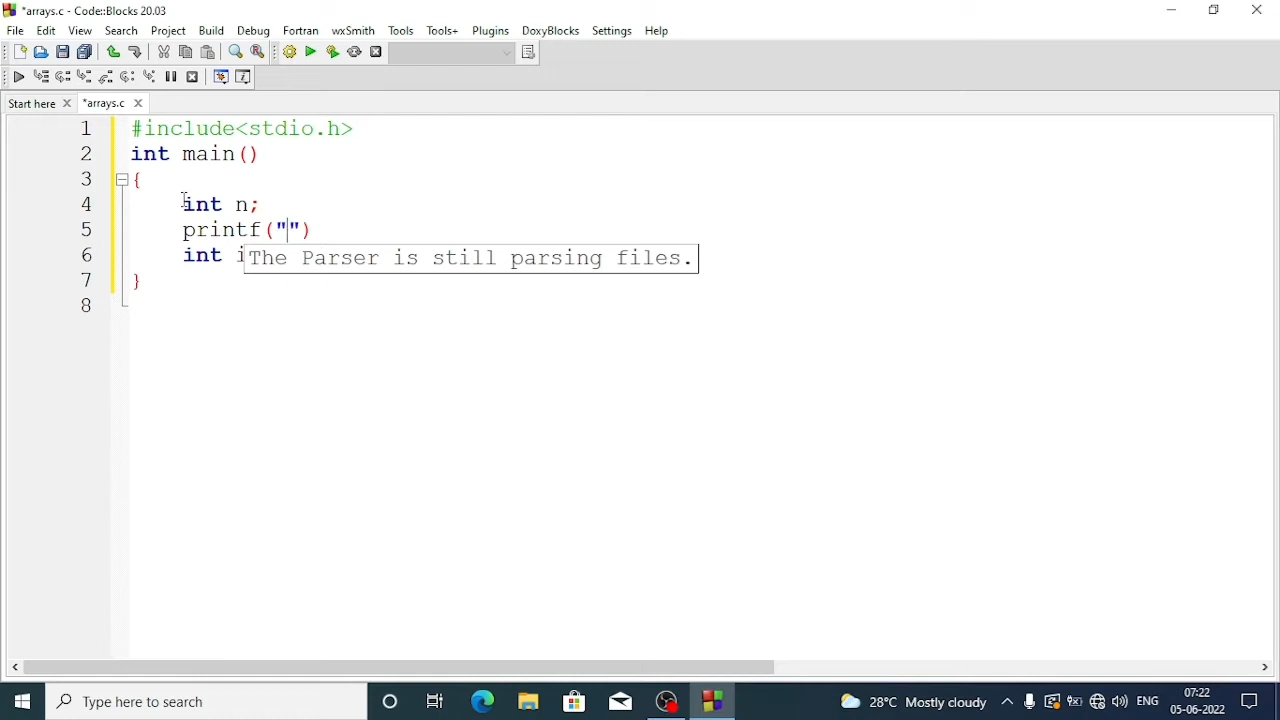 *arrays.c - Code::Blocks 20.03
File Edit View Search Project Build Debug Fortran wxSmith Tools Tools+ Plugins DoxyBlocks Settings Help
Start here *arrays.c
1 #include<stdio.h>
2 int main()
3 {
4 int n;
5 printf("")
6 int i
The Parser is still parsing files.
7 }
8
Type here to search
28°C Mostly cloudy
ENG
07:22
05-06-2022